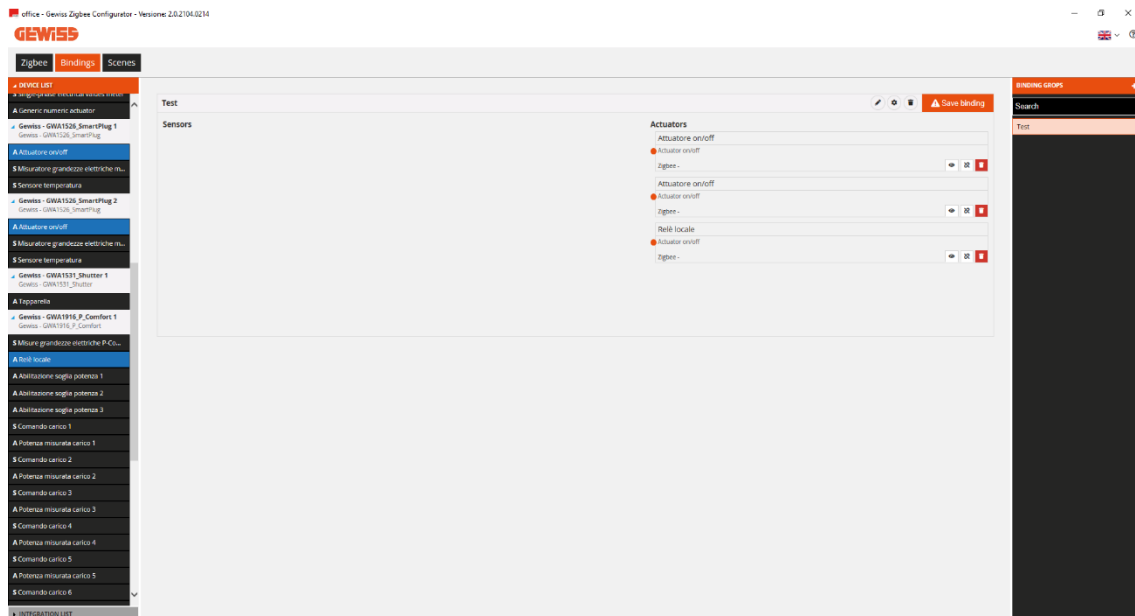 office - Gewiss Zigbee Configurator - Versione: 2.0.2104.0214
GEWISS
Zigbee Bindings Scenes
DEVICE LIST
A Generic numeric actuator
Gewiss - GWA1526_SmartPlug 1
Gewiss - GWA1526_SmartPlug
A Attuatore on/off
S Misuratore grandezze elettriche m...
S Sensore temperatura
Gewiss - GWA1526_SmartPlug 2
Gewiss - GWA1526_SmartPlug
A Attuatore on/off
S Misuratore grandezze elettriche m...
S Sensore temperatura
Gewiss - GWA1531_Shutter 1
Gewiss - GWA1531_Shutter
A Tapparella
Gewiss - GWA1916_P_Comfort 1
Gewiss - GWA1916_P_Comfort
S Misure grandezze elettriche P-Co...
A Relè locale
A Abilitazione soglia potenza 1
A Abilitazione soglia potenza 2
A Abilitazione soglia potenza 3
S Comando carico 1
A Potenza misurata carico 1
S Comando carico 2
A Potenza misurata carico 2
S Comando carico 3
A Potenza misurata carico 3
S Comando carico 4
A Potenza misurata carico 4
S Comando carico 5
A Potenza misurata carico 5
S Comando carico 6
INTEGRATION LIST
Test
Save binding
Sensors
Actuators
Attuatore on/off
Actuator on/off
Zigbee -
Attuatore on/off
Actuator on/off
Zigbee -
Relè locale
Actuator on/off
Zigbee -
BINDING GROPS
Search
Test